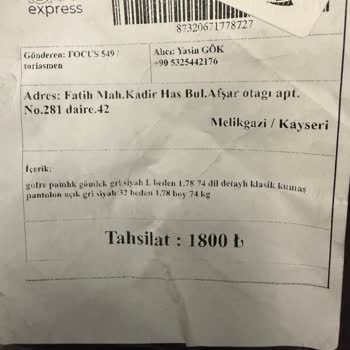 express
87320671778727
Gönderen: FOCUS 549 / toriasmen
Alıcı: Yasin GÖK
+90 5325442176
Adres: Fatih Mah.Kadir Has Bul.Afşar otagı apt.
No.281 daire.42
Melikgazi / Kayseri
İçerik:
gofre pamlık gömlek gri siyah L beden 1.78 74 dil detaylı klasik kumaş
pantolon açık gri siyah 32 beden 1.78 boy 74 kg
Tahsilat : 1800 ₺